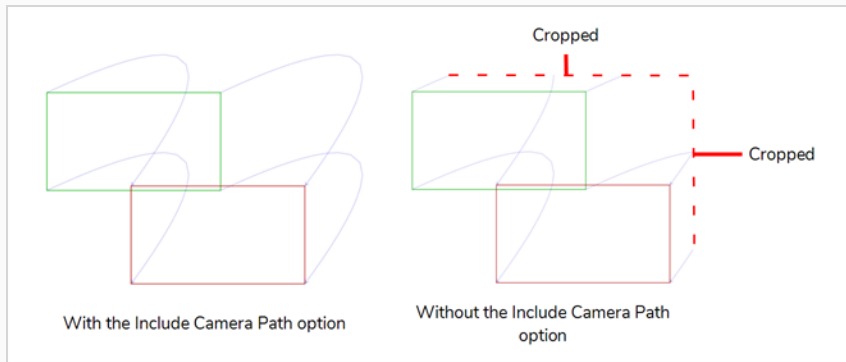 Cropped
Cropped
With the Include Camera Path option
Without the Include Camera Path
option